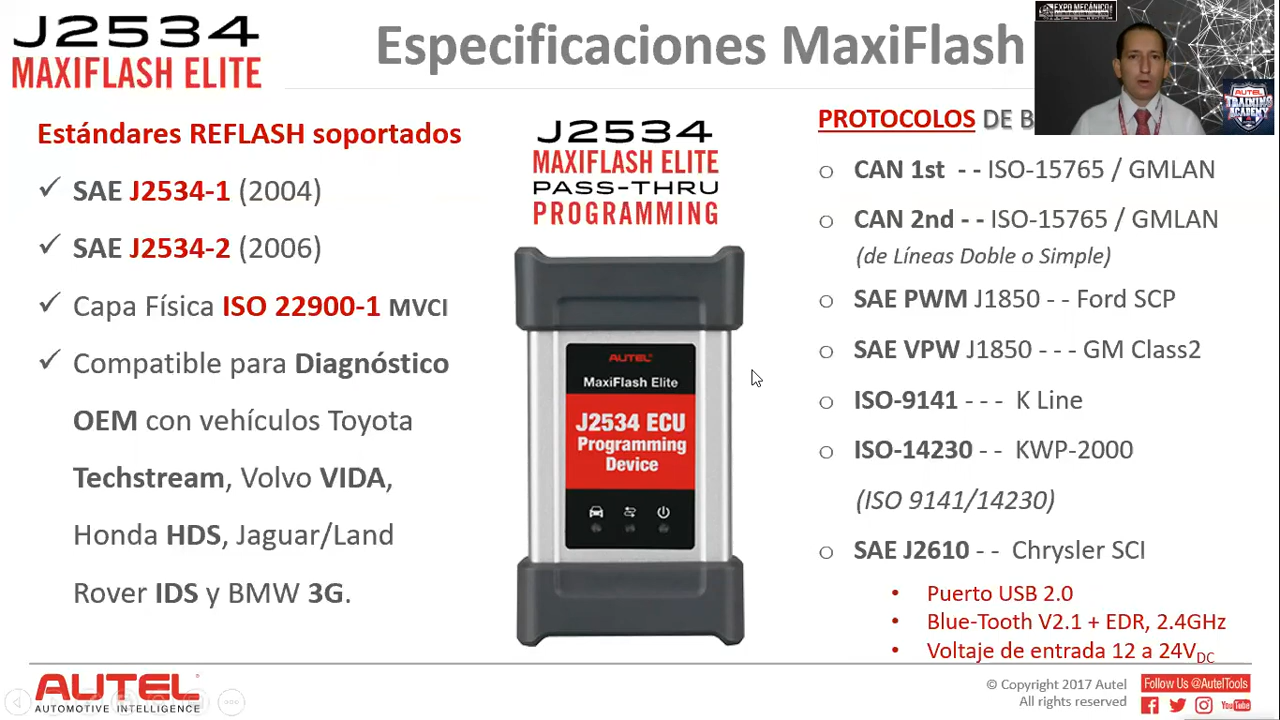 J2534
MAXIFLASH ELITE
Especificaciones MaxiFlash
EXPO MECÁNICO
AUTEL
TRAINING
ACADEMY
Estándares REFLASH soportados
✓ SAE J2534-1 (2004)
✓ SAE J2534-2 (2006)
✓ Capa Física ISO 22900-1 MVCI
✓ Compatible para Diagnóstico
OEM con vehículos Toyota
Techstream, Volvo VIDA,
Honda HDS, Jaguar/Land
Rover IDS y BMW 3G.
J2534
MAXIFLASH ELITE
PASS-THRU
PROGRAMMING
AUTEL
MaxiFlash Elite
J2534 ECU
Programming
Device
PROTOCOLOS DE
o CAN 1st - - ISO-15765 / GMLAN
o CAN 2nd - - ISO-15765 / GMLAN
(de Líneas Doble o Simple)
o SAE PWM J1850 - - Ford SCP
o SAE VPW J1850 - - - GM Class2
o ISO-9141 - - - K Line
o ISO-14230 - - KWP-2000
(ISO 9141/14230)
o SAE J2610 - - Chrysler SCI
• Puerto USB 2.0
• Blue-Tooth V2.1 + EDR, 2.4GHz
• Voltaje de entrada 12 a 24VDC
AUTEL
AUTOMOTIVE INTELLIGENCE
© Copyright 2017 Autel
All rights reserved
Follow Us @AutelTools
YouTube